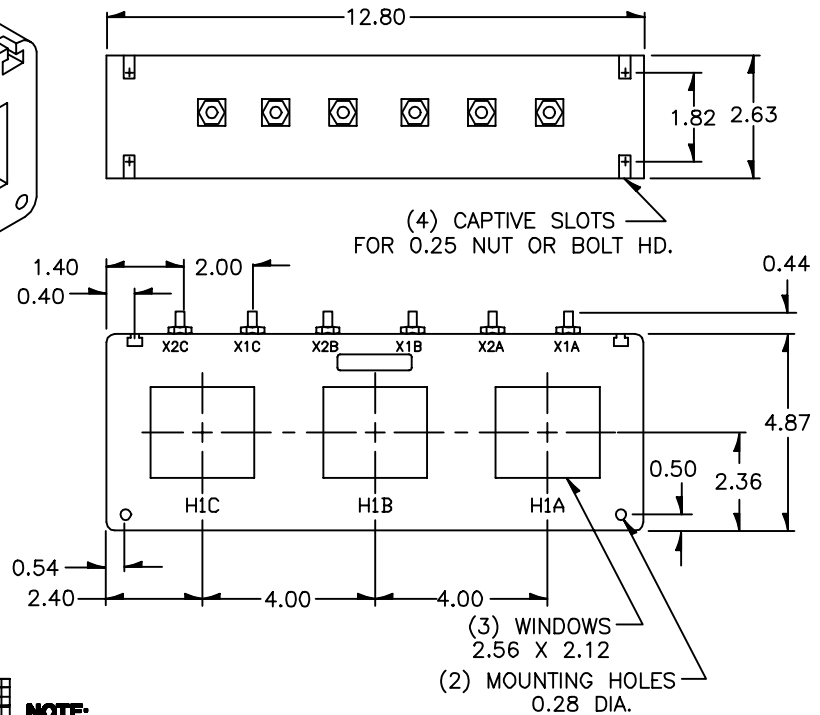 12.80
1.82
2.63
(4) CAPTIVE SLOTS
FOR 0.25 NUT OR BOLT HD.
1.40
2.00
0.44
0.40
X2C
X1C
X2B
X1B
X2A
X1A
4.87
0.50
2.36
H1C
H1B
H1A
0.54
2.40
4.00
4.00
(3) WINDOWS
2.56 X 2.12
(2) MOUNTING HOLES
0.28 DIA.
NOTE: